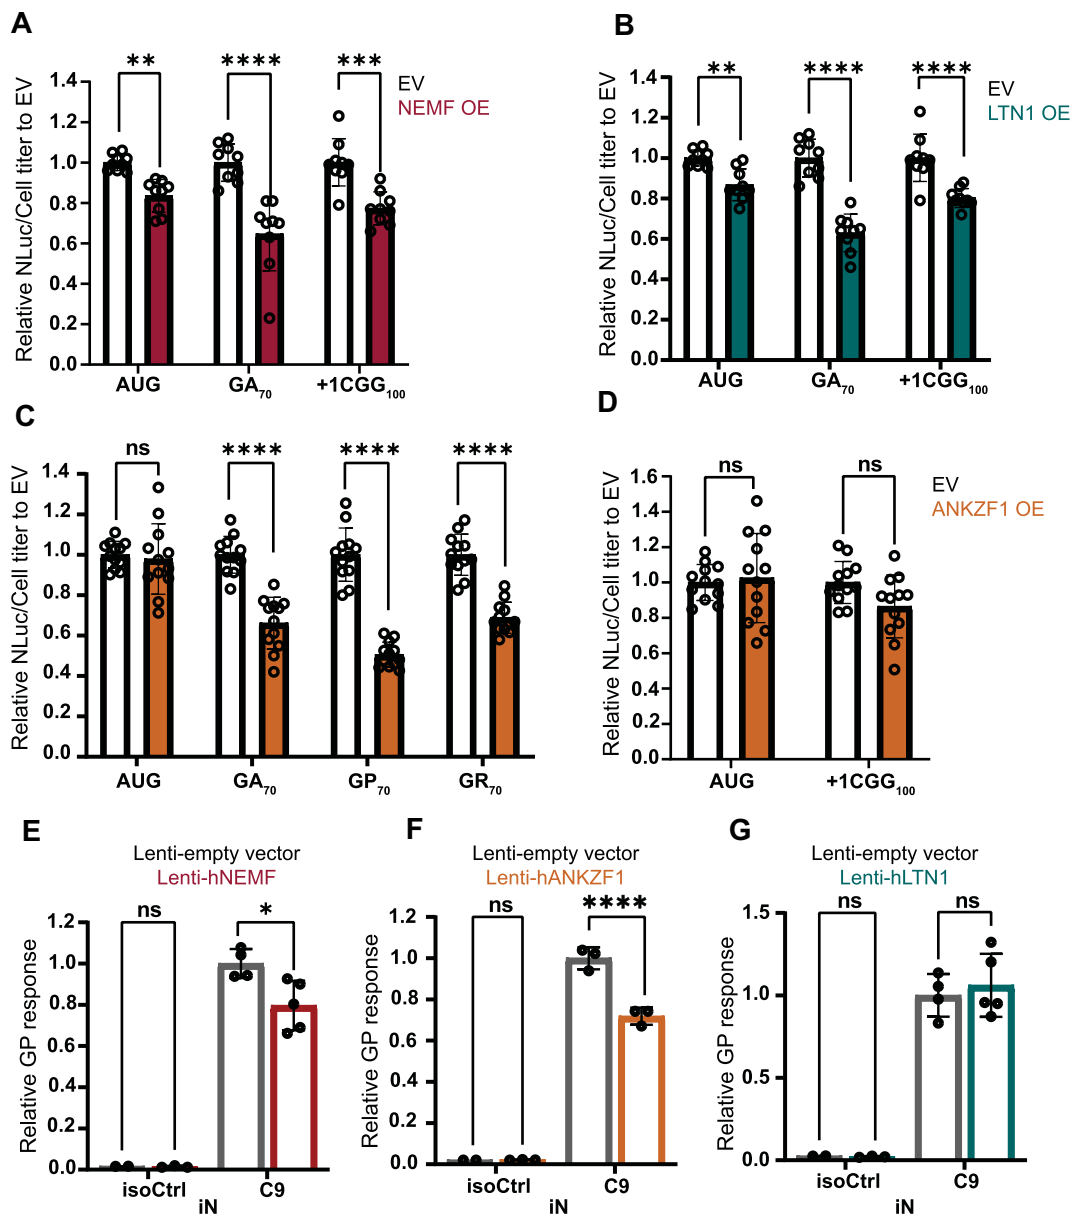 A
** **** ***
EV
NEMF OE
Relative NLuc/Cell titer to EV
1.4
1.2
1.0
0.8
0.6
0.4
0.2
0.0
AUG GA70 +1CGG100
B
** **** ****
EV
LTN1 OE
Relative NLuc/Cell titer to EV
1.4
1.2
1.0
0.8
0.6
0.4
0.2
0.0
AUG GA70 +1CGG100
C
ns **** **** ****
Relative NLuc/Cell titer to EV
1.4
1.2
1.0
0.8
0.6
0.4
0.2
0.0
AUG GA70 GP70 GR70
D
ns ns
EV
ANKZF1 OE
Relative NLuc/Cell titer to EV
1.6
1.4
1.2
1.0
0.8
0.6
0.4
0.2
0.0
AUG +1CGG100
E
Lenti-empty vector
Lenti-hNEMF
ns *
Relative GP response
1.2
1.0
0.8
0.6
0.4
0.2
0.0
isoCtrl C9
iN
F
Lenti-empty vector
Lenti-hANKZF1
ns ****
Relative GP response
1.2
1.0
0.8
0.6
0.4
0.2
0.0
isoCtrl C9
iN
G
Lenti-empty vector
Lenti-hLTN1
ns ns
Relative GP response
1.5
1.0
0.5
0.0
isoCtrl C9
iN